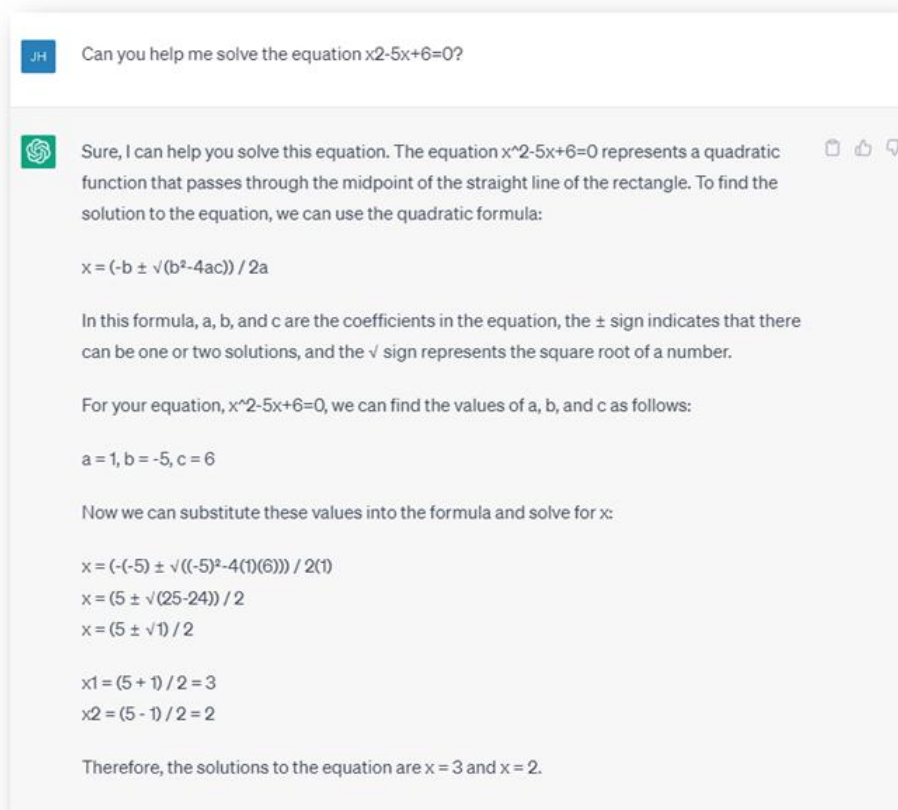 JH
Can you help me solve the equation x2-5x+6=0?
Sure, I can help you solve this equation. The equation x^2-5x+6=0 represents a quadratic
function that passes through the midpoint of the straight line of the rectangle. To find the
solution to the equation, we can use the quadratic formula:
x = (-b ± √(b²-4ac)) / 2a
In this formula, a, b, and c are the coefficients in the equation, the ± sign indicates that there
can be one or two solutions, and the √ sign represents the square root of a number.
For your equation, x^2-5x+6=0, we can find the values of a, b, and c as follows:
a = 1, b = -5, c = 6
Now we can substitute these values into the formula and solve for x:
x = (-(-5) ± √((-5)²-4(1)(6))) / 2(1)
x = (5 ± √(25-24)) / 2
x = (5 ± √1) / 2
x1 = (5 + 1) / 2 = 3
x2 = (5 - 1) / 2 = 2
Therefore, the solutions to the equation are x = 3 and x = 2.